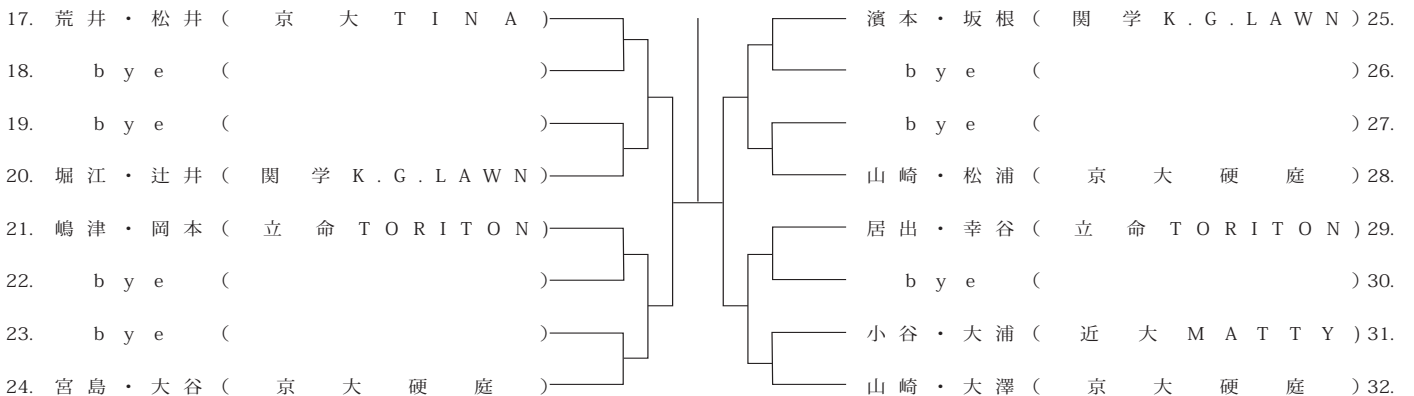 17. 荒井・松井(京大TINA)
18. bye ( )
19. bye ( )
20. 堀江・辻井(関学K.G.LAWN)
21. 嶋津・岡本(立命TORITON)
22. bye ( )
23. bye ( )
24. 宮島・大谷(京大硬庭)
濱本・坂根(関学K.G.LAWN)25.
bye ( )26.
bye ( )27.
山崎・松浦(京大硬庭)28.
居出・幸谷(立命TORITON)29.
bye ( )30.
小谷・大浦(近大MATTY)31.
山崎・大澤(京大硬庭)32.